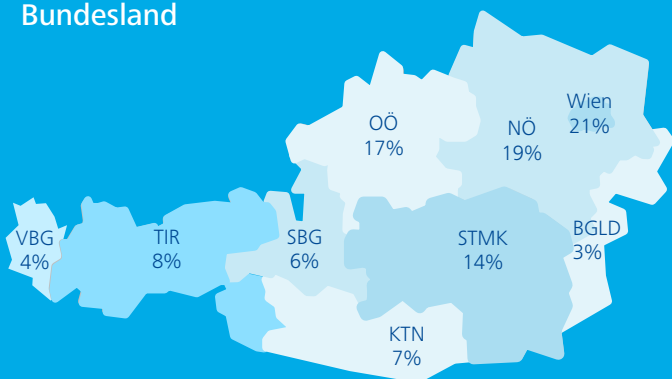 Bundesland
Wien
21%
OÖ
17%
NÖ
19%
VBG
4%
TIR
8%
SBG
6%
STMK
14%
BGLD
3%
KTN
7%